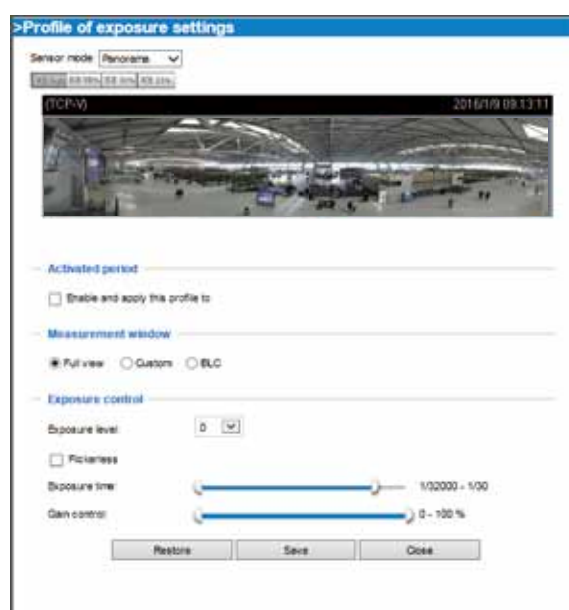 >Profile of exposure settings
Sensor mode Panorama
(TCP-V) 2016/1/9 09:13:11
Activated period
Enable and apply this profile to
Measurement window
Full view Custom BLC
Exposure control
Exposure level: 0
Flickerless
Exposure time: 1/32000 - 1/30
Gain control: 0 - 100 %
Restore Save Close